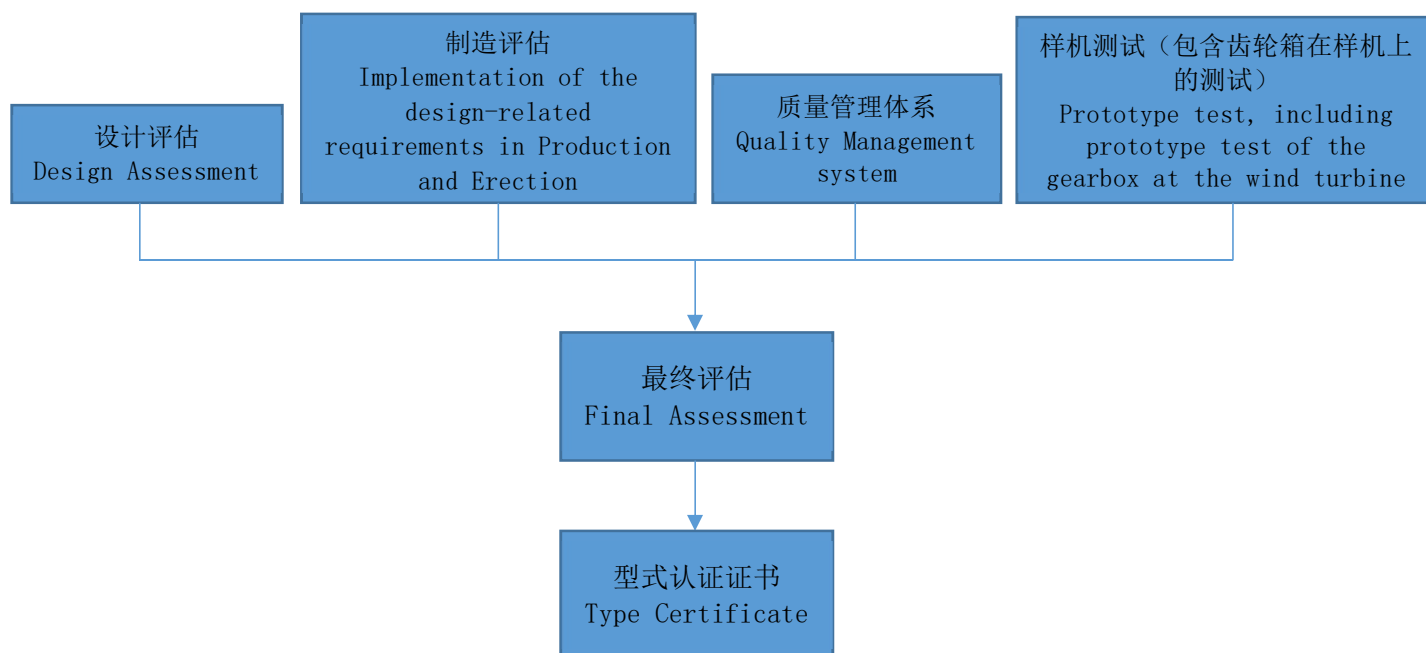 设计评估
Design Assessment
制造评估
Implementation of the
design-related
requirements in Production
and Erection
质量管理体系
Quality Management
system
样机测试（包含齿轮箱在样机上
的测试）
Prototype test, including
prototype test of the
gearbox at the wind turbine
最终评估
Final Assessment
型式认证证书
Type Certificate